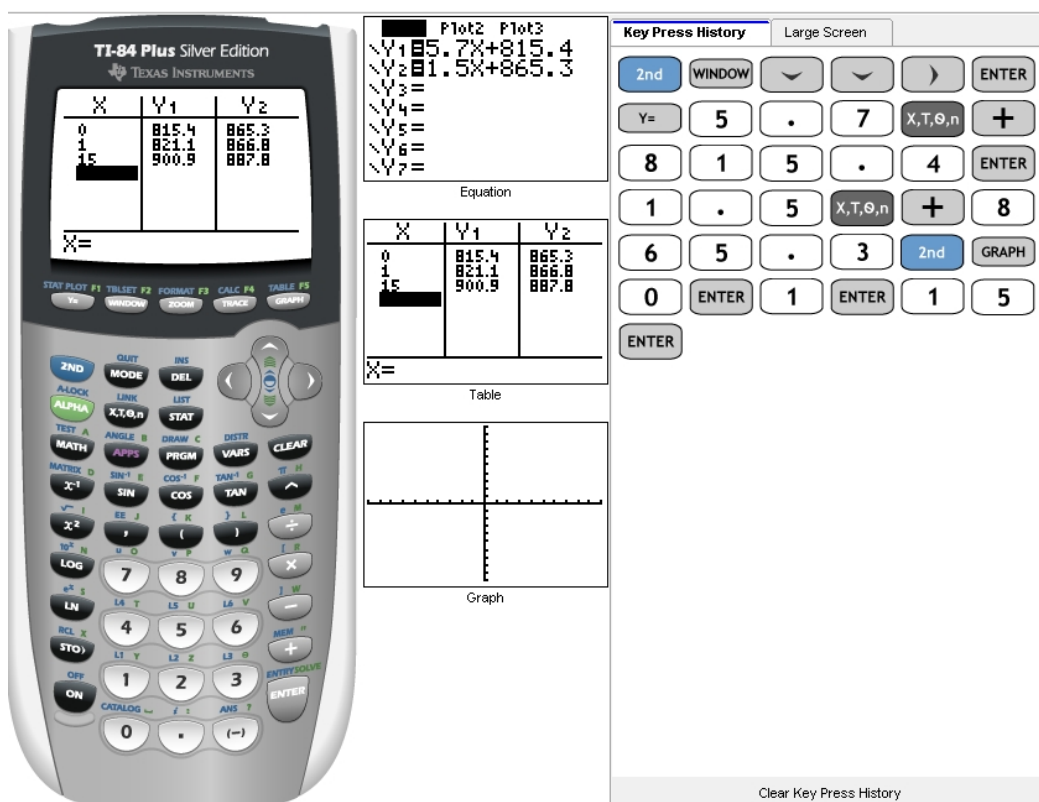 TI-84 Plus Silver Edition
TEXAS INSTRUMENTS
X Y1 Y2
0 815.4 865.3
1 821.1 866.8
15 900.9 887.8
X=
STAT PLOT F1 TBLSET F2 FORMAT F3 CALC F4 TABLE F5
Y= WINDOW ZOOM TRACE GRAPH
QUIT INS
2ND MODE DEL
A-LOCK LINK LIST
ALPHA X,T,Θ,n STAT
TEST A ANGLE B DRAW C DISTR
MATH APPS PRGM VARS CLEAR
MATRIX D SIN⁻¹ E COS⁻¹ F TAN⁻¹ G π H
x⁻¹ SIN COS TAN ^
√ I EE J { K } L e M
x² , ( ) ÷
10ˣ N u O v P w Q [ R
LOG 7 8 9 ×
eˣ S L4 T L5 U L6 V ] W
LN 4 5 6 −
RCL X L1 Y L2 Z L3 θ MEM "
STO› 1 2 3 +
OFF ENTRY SOLVE
ON ENTER
CATALOG i : ANS ?
0 . (-)
Plot2 Plot3
\Y1=5.7X+815.4
\Y2=1.5X+865.3
\Y3=
\Y4=
\Y5=
\Y6=
\Y7=
Equation
X Y1 Y2
0 815.4 865.3
1 821.1 866.8
15 900.9 887.8
X=
Table
Graph
Key Press History Large Screen
2nd WINDOW ) ENTER
Y= 5 . 7 X,T,Θ,n +
8 1 5 . 4 ENTER
1 . 5 X,T,Θ,n + 8
6 5 . 3 2nd GRAPH
0 ENTER 1 ENTER 1 5
ENTER
Clear Key Press History